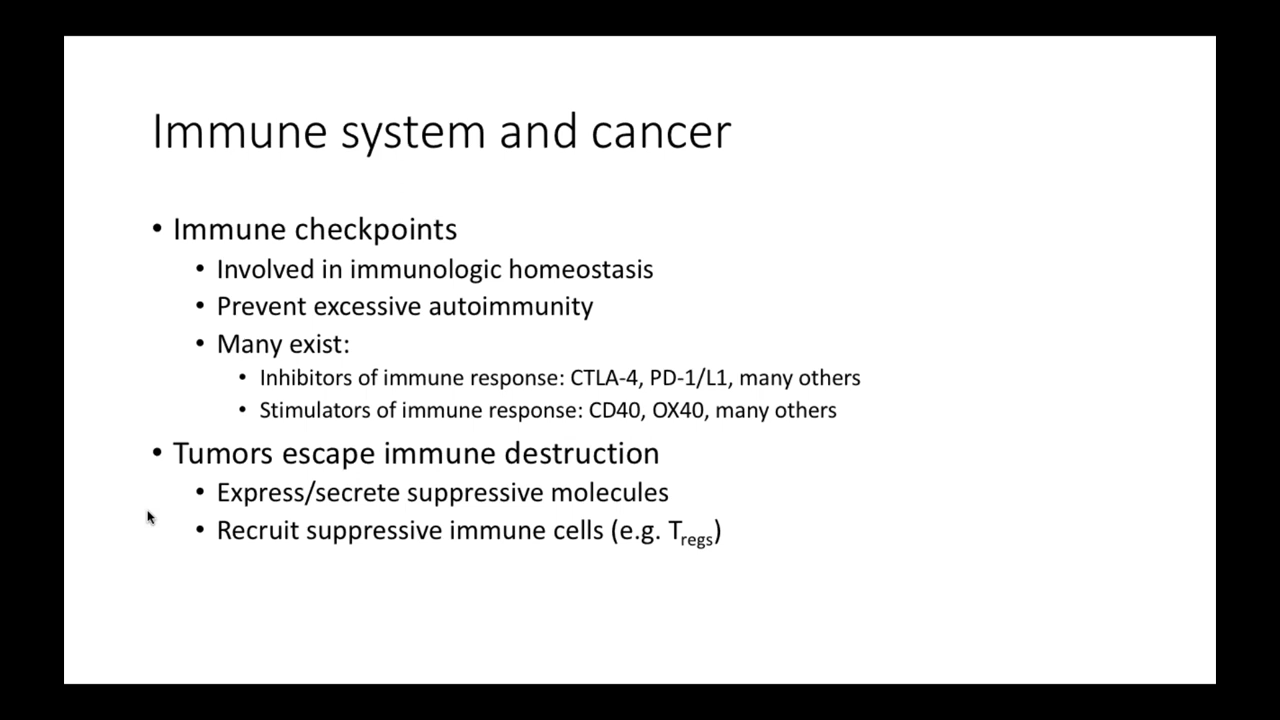 Immune system and cancer
• Immune checkpoints
• Involved in immunologic homeostasis
• Prevent excessive autoimmunity
• Many exist:
• Inhibitors of immune response: CTLA-4, PD-1/L1, many others
• Stimulators of immune response: CD40, OX40, many others
• Tumors escape immune destruction
• Express/secrete suppressive molecules
• Recruit suppressive immune cells (e.g. Tregs)